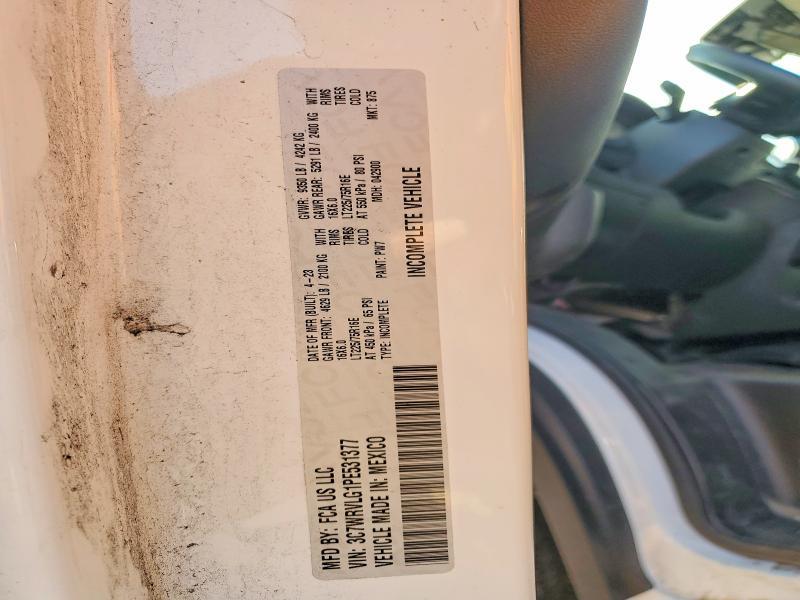 MFD BY: FCA US LLC
DATE OF MFR (BUILT): 4-23
GVWR: 9350 LB / 4242 KG
GAWR FRONT: 4629 LB / 2100 KG WITH
GAWR REAR: 5291 LB / 2400 KG WITH
16X6.0 RIMS
16X6.0 RIMS
LT225/75R16E TIRES
LT225/75R16E TIRES
AT 450 kPa / 65 PSI COLD
AT 550 kPa / 80 PSI COLD
VIN: 3C7WRVLG1PE531377
TYPE: INCOMPLETE
PAINT: PW7
MDH: 042900
MKT: 875
VEHICLE MADE IN: MEXICO
INCOMPLETE VEHICLE